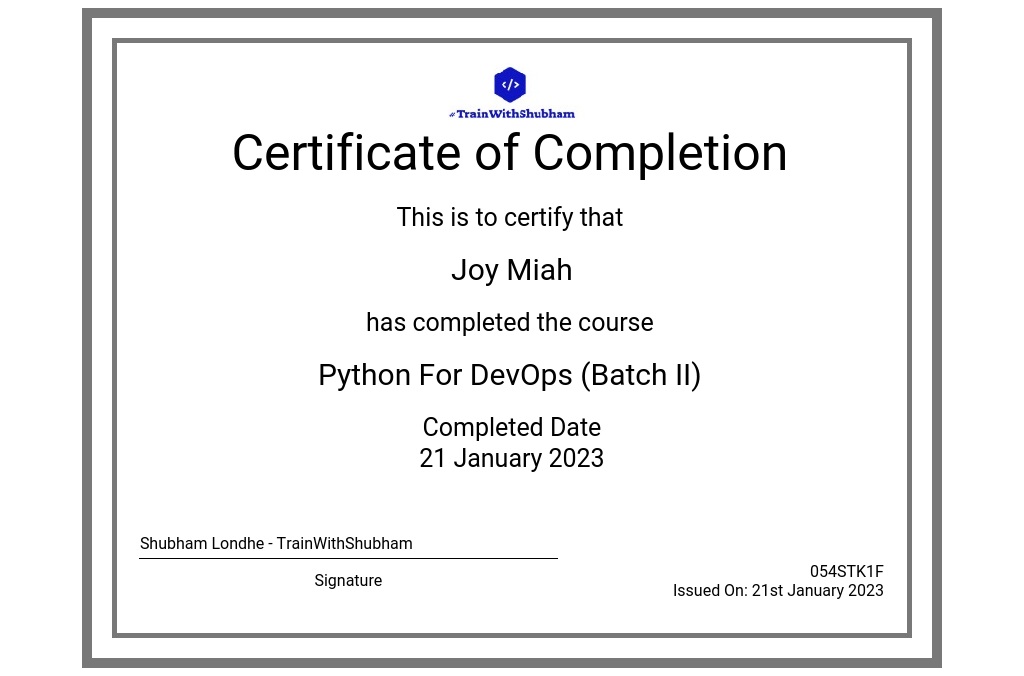 </>
#TrainWithShubham
Certificate of Completion
This is to certify that
Joy Miah
has completed the course
Python For DevOps (Batch II)
Completed Date
21 January 2023
Shubham Londhe - TrainWithShubham
Signature
054STK1F
Issued On: 21st January 2023